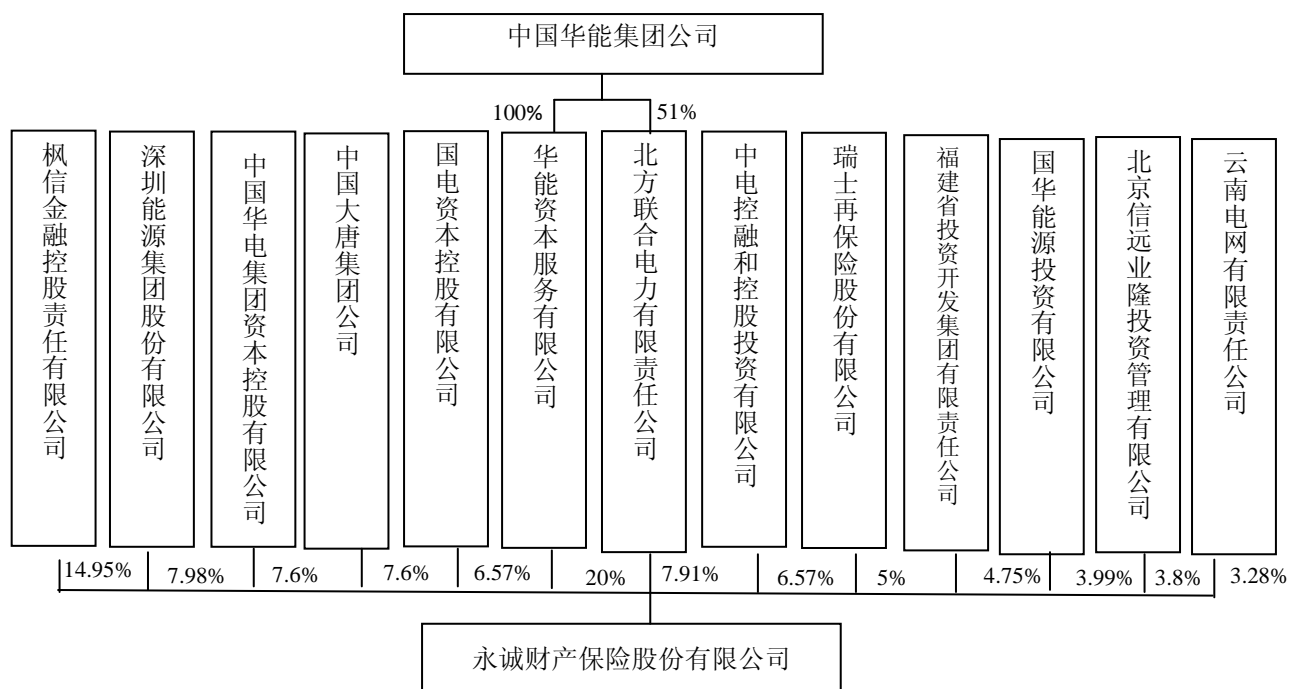 中国华能集团公司
100%
51%
枫信金融控股责任有限公司
深圳能源集团股份有限公司
中国华电集团资本控股有限公司
中国大唐集团公司
国电资本控股有限公司
华能资本服务有限公司
北方联合电力有限责任公司
中电控融和控股投资有限公司
瑞士再保险股份有限公司
福建省投资开发集团有限责任公司
国华能源投资有限公司
北京信远业隆投资管理有限公司
云南电网有限责任公司
14.95%
7.98%
7.6%
7.6%
6.57%
20%
7.91%
6.57%
5%
4.75%
3.99%
3.8%
3.28%
永诚财产保险股份有限公司